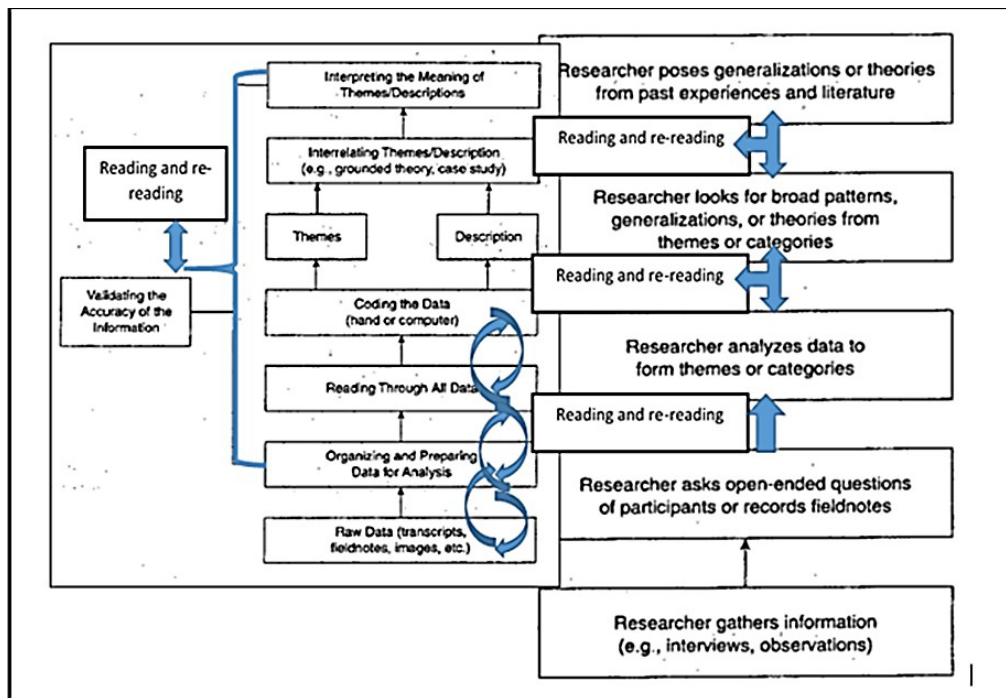 Interpreting the Meaning of
Themes/Descriptions
Interrelating Themes/Description
(e.g., grounded theory, case study)
Reading and re-
reading
Themes
Description
Validating the
Accuracy of the
Information
Coding the Data
(hand or computer)
Reading Through All Data
Organizing and Preparing
Data for Analysis
Raw Data (transcripts,
fieldnotes, images, etc.)
Researcher poses generalizations or theories
from past experiences and literature
Reading and re-reading
Researcher looks for broad patterns,
generalizations, or theories from
themes or categories
Reading and re-reading
Researcher analyzes data to
form themes or categories
Reading and re-reading
Researcher asks open-ended questions
of participants or records fieldnotes
Researcher gathers information
(e.g., interviews, observations)